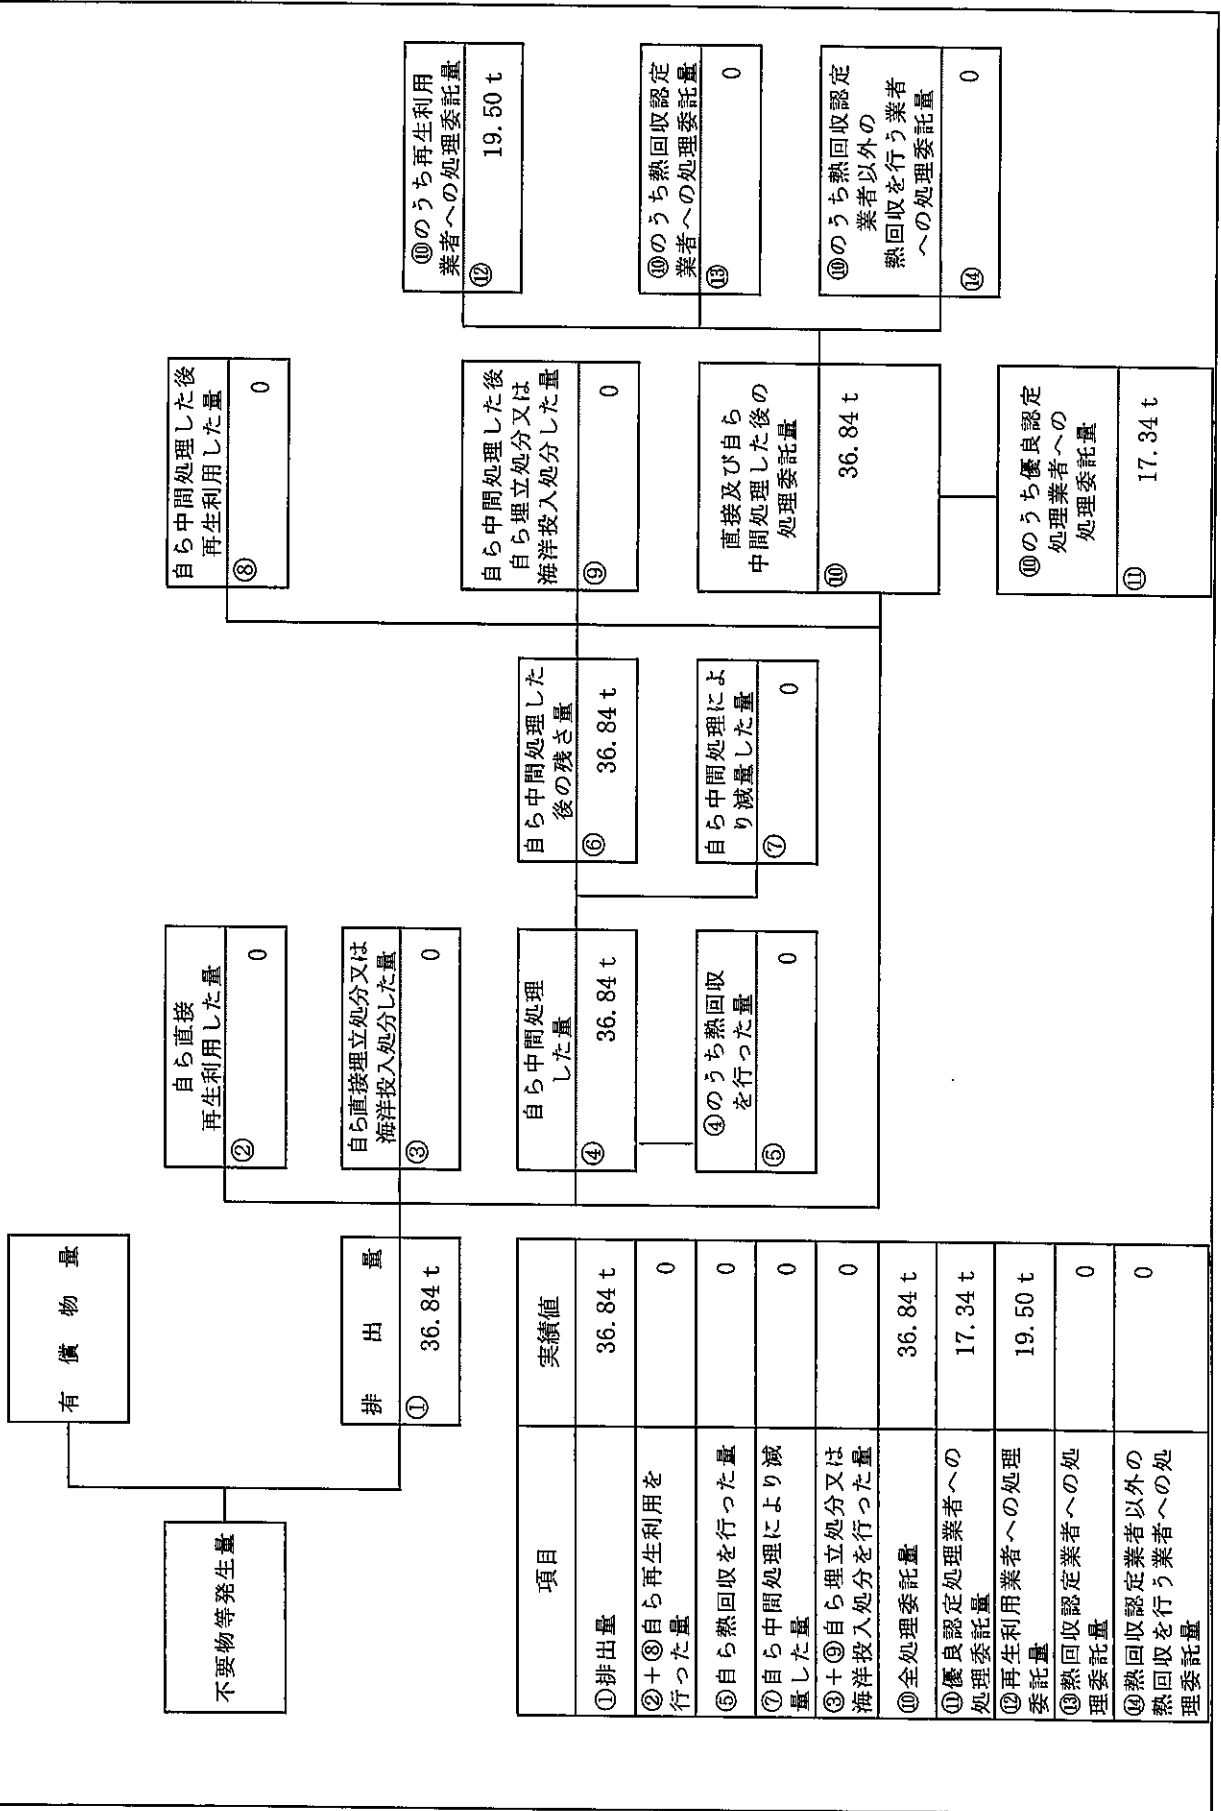 有償物量
不要物等発生量
排出量
① 36.84 t
自ら直接
再生利用した量
② 0
自ら直接埋立処分又は
海洋投入処分した量
③ 0
自ら中間処理
した量
④ 36.84 t
④のうち熱回収
を行った量
⑤ 0
自ら中間処理した
後の残さ量
⑥ 36.84 t
自ら中間処理によ
り減量した量
⑦ 0
自ら中間処理した後
再生利用した量
⑧ 0
自ら中間処理した後
自ら埋立処分又は
海洋投入処分した量
⑨ 0
直接及び自ら
中間処理した後の
処理委託量
⑩ 36.84 t
⑩のうち優良認定
処理業者への
処理委託量
⑪ 17.34 t
⑩のうち再生利用
業者への処理委託量
⑫ 19.50 t
⑩のうち熱回収認定
業者への処理委託量
⑬ 0
⑩のうち熱回収認定
業者以外の
熱回収を行う業者
への処理委託量
⑭ 0
項目 実績値
①排出量 36.84 t
②+⑧自ら再生利用を
行った量 0
⑤自ら熱回収を行った量 0
⑦自ら中間処理により減
量した量 0
③+⑨自ら埋立処分又は
海洋投入処分を行った量 0
⑩全処理委託量 36.84 t
⑪優良認定処理業者への
処理委託量 17.34 t
⑫再生利用業者への処理
委託量 19.50 t
⑬熱回収認定業者への処
理委託量 0
⑭熱回収認定業者以外の
熱回収を行う業者への処
理委託量 0